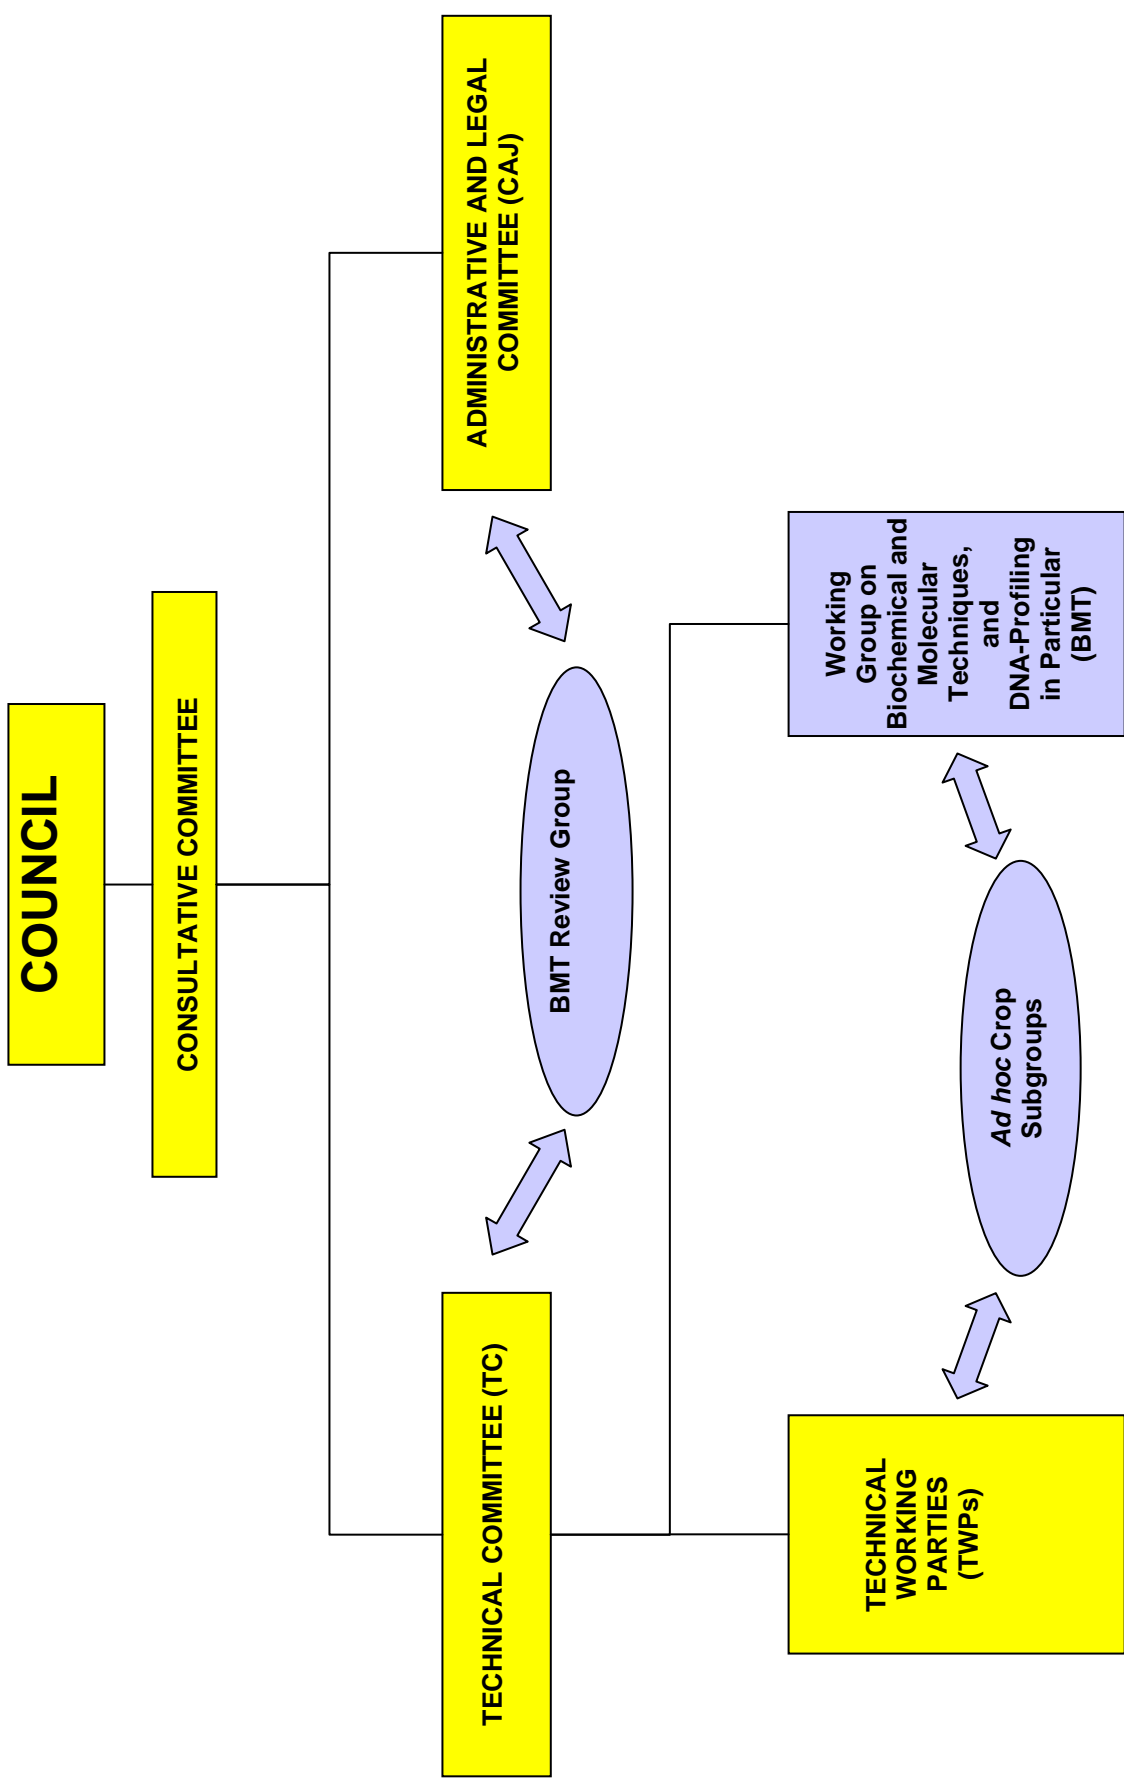 COUNCIL
CONSULTATIVE COMMITTEE
TECHNICAL COMMITTEE (TC)
ADMINISTRATIVE AND LEGAL
COMMITTEE (CAJ)
BMT Review Group
TECHNICAL
WORKING
PARTIES
(TWPs)
Ad hoc Crop
Subgroups
Working
Group on
Biochemical and
Molecular
Techniques,
and
DNA-Profiling
in Particular
(BMT)